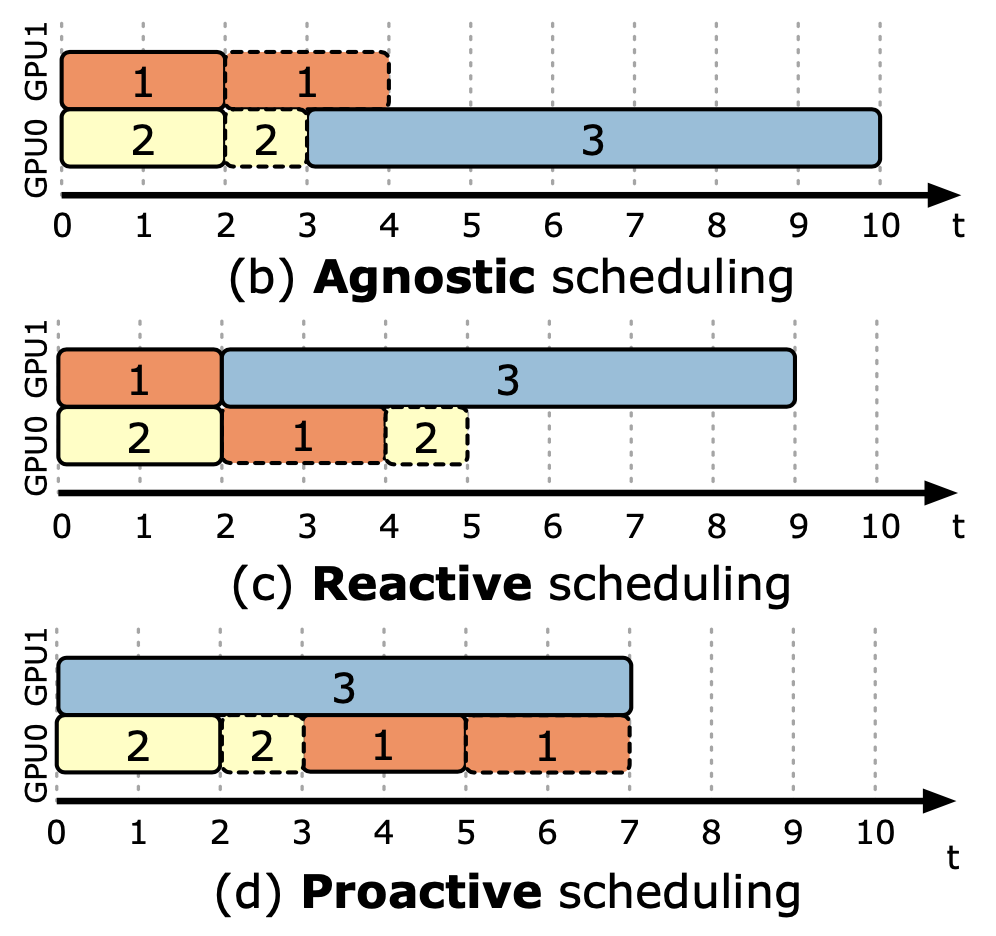 GPU1
1 1
GPU0
2 2 3
0 1 2 3 4 5 6 7 8 9 10 t
(b) Agnostic scheduling
GPU1
1 3
GPU0
2 1 2
0 1 2 3 4 5 6 7 8 9 10 t
(c) Reactive scheduling
GPU1
3
GPU0
2 2 1 1
0 1 2 3 4 5 6 7 8 9 10
t
(d) Proactive scheduling